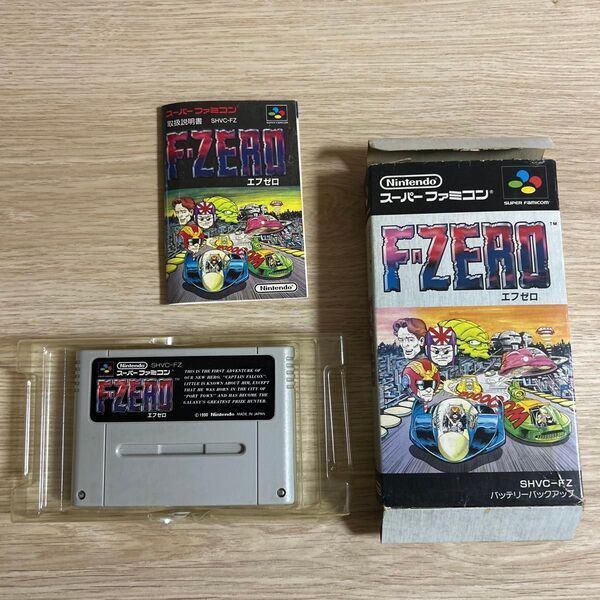 スーパーファミコン
取扱説明書 SHVC-FZ
SUPER FAMICOM
F-ZERO
エフゼロ
Nintendo
Nintendo
スーパーファミコン®
SUPER FAMICOM™
F-ZERO™
エフゼロ
SHVC-FZ
バッテリーバックアップ
Nintendo SHVC-FZ
スーパーファミコン
F-ZERO™
エフゼロ
THIS IS THE FIRST ADVENTURE OF
OUR NEW HERO, "CAPTAIN FALCON".
LITTLE IS KNOWN ABOUT HIM, EXCEPT
THAT HE WAS BORN IN THE CITY OF
"PORT TOWN" AND HAS BECOME THE
GALAXY'S GREATEST PRIZE HUNTER.
© 1990 Nintendo MADE IN JAPAN